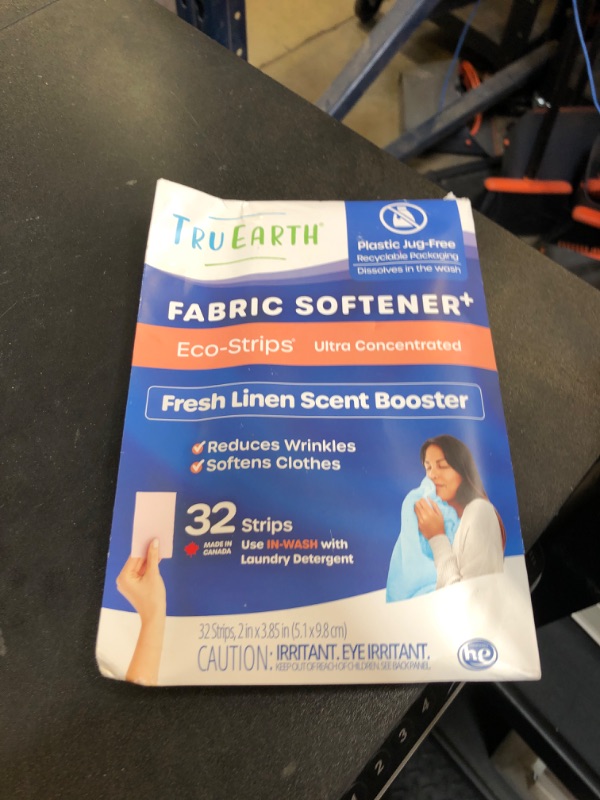 TRU EARTH®
Plastic Jug-Free
Recyclable Packaging
Dissolves in the wash
FABRIC SOFTENER+
Eco-Strips® Ultra Concentrated
Fresh Linen Scent Booster
Reduces Wrinkles
Softens Clothes
32 Strips
MADE IN
CANADA
Use IN-WASH with
Laundry Detergent
32 Strips, 2 in x 3.85 in (5.1 x 9.8 cm)
CAUTION: IRRITANT. EYE IRRITANT.
KEEP OUT OF REACH OF CHILDREN. SEE BACK PANEL.
he
2 3 4